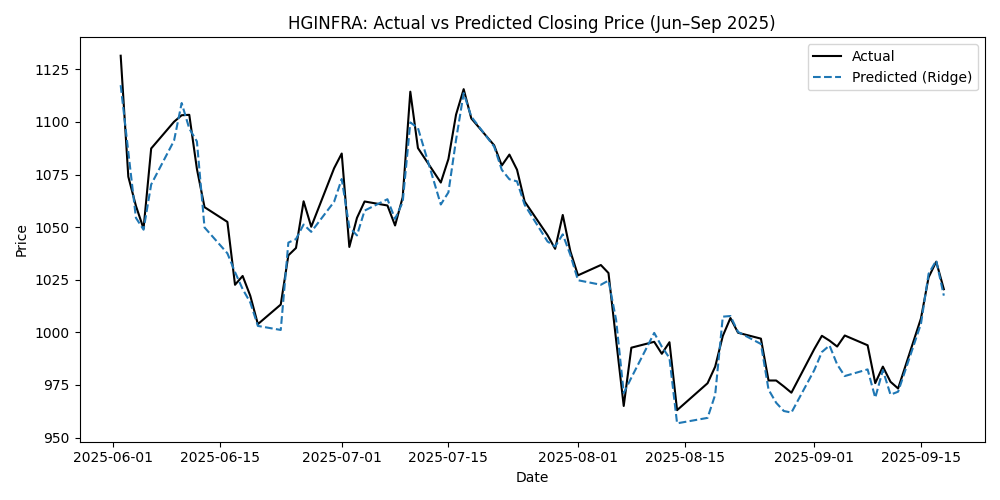 HGINFRA: Actual vs Predicted Closing Price (Jun–Sep 2025)
Actual
Predicted (Ridge)
Price
1125
1100
1075
1050
1025
1000
975
950
2025-06-01 2025-06-15 2025-07-01 2025-07-15 2025-08-01 2025-08-15 2025-09-01 2025-09-15
Date